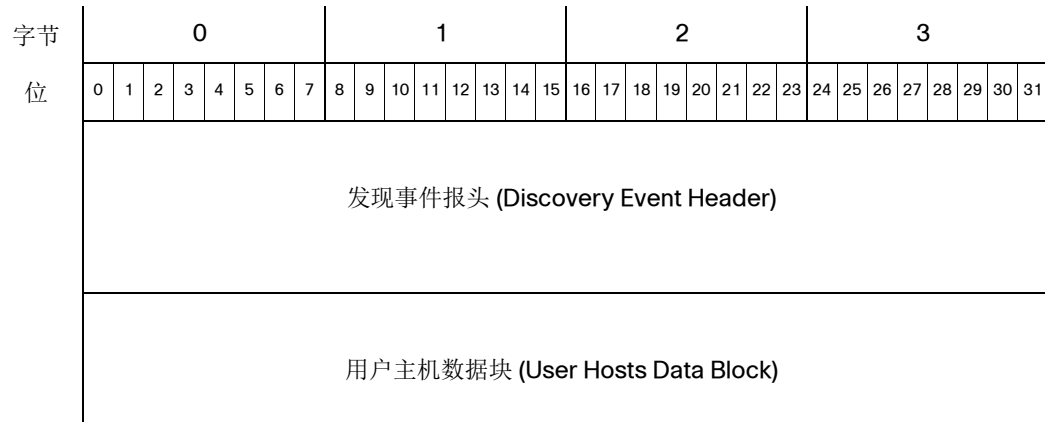 字节 0 1 2 3
位 0 1 2 3 4 5 6 7 8 9 10 11 12 13 14 15 16 17 18 19 20 21 22 23 24 25 26 27 28 29 30 31
发现事件报头 (Discovery Event Header)
用户主机数据块 (User Hosts Data Block)